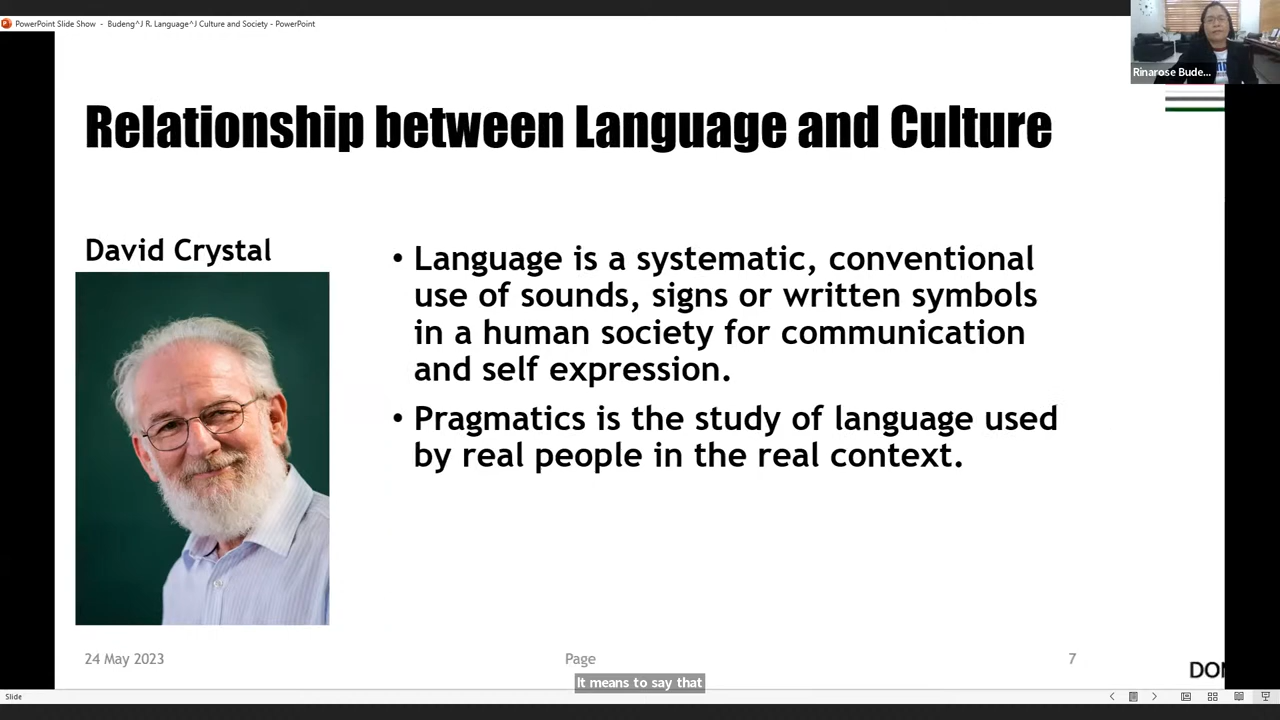 PowerPoint Slide Show - Budeng^J R. Language^J Culture and Society - PowerPoint
Rinarose Bude...
Relationship between Language and Culture
David Crystal
• Language is a systematic, conventional
use of sounds, signs or written symbols
in a human society for communication
and self expression.
• Pragmatics is the study of language used
by real people in the real context.
24 May 2023
Page
7
It means to say that
Slide